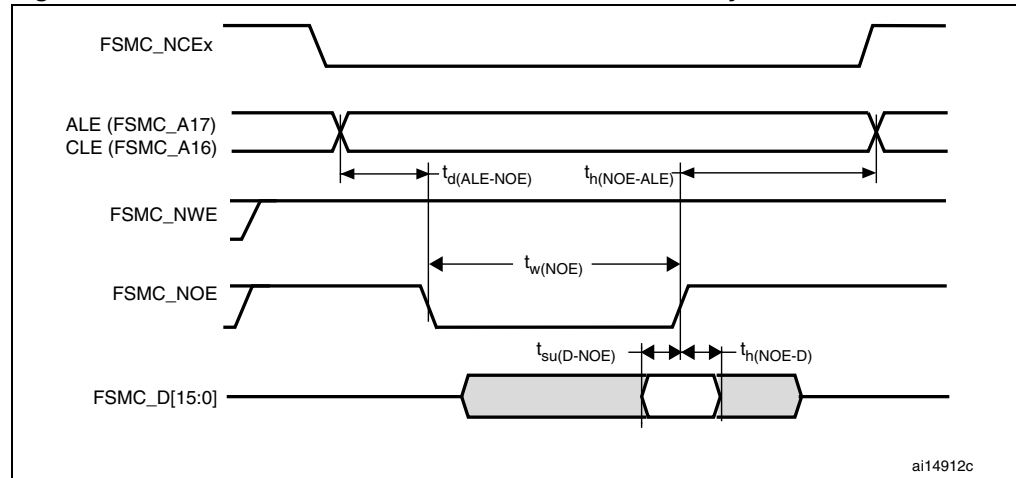 FSMC_NCEx
ALE (FSMC_A17)
CLE (FSMC_A16)
td(ALE-NOE)
th(NOE-ALE)
FSMC_NWE
tw(NOE)
FSMC_NOE
tsu(D-NOE)
th(NOE-D)
FSMC_D[15:0]
ai14912c